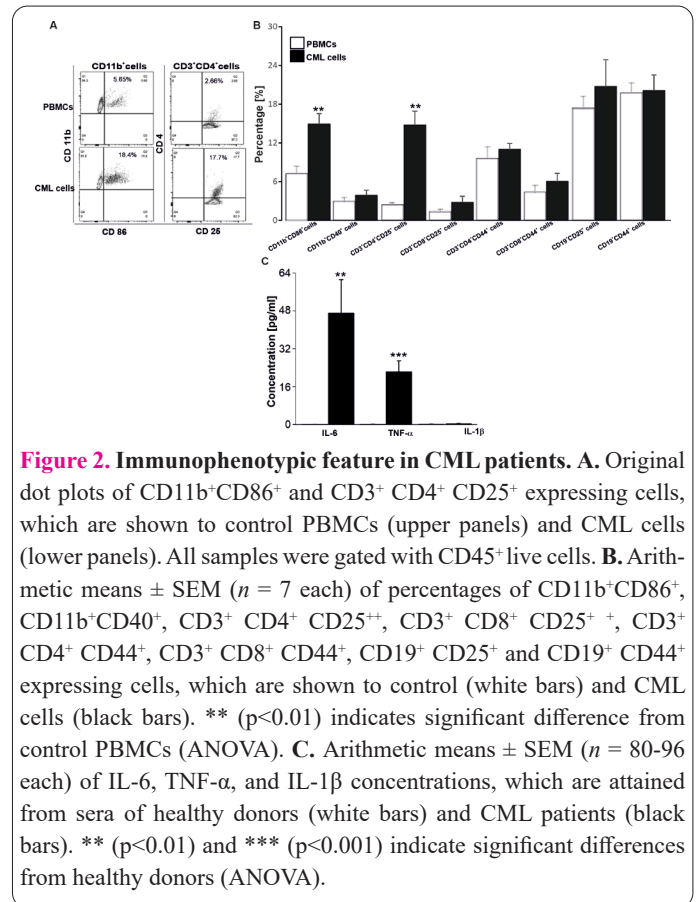 A
B
CD11b⁺cells
CD3⁺CD4⁺cells
PBMCs
CML cells
5.65%
2.66%
18.4%
17.7%
CD 11b
CD 4
CD 86
CD 25
30
24
18
12
6
0
Percentage [%]
PBMCs
CML cells
**
**
CD11b⁺CD86⁺cells
CD11b⁺CD40⁺ cells
CD3⁺CD4⁺CD25⁺ cells
CD3⁺CD8⁺CD25⁺ cells
CD3⁺CD4⁺CD44⁺ cells
CD3⁺CD8⁺CD44⁺ cells
CD19⁺CD25⁺ cells
CD19⁺CD44⁺ cells
C
64
48
32
16
0
Concentration [pg/ml]
**
***
IL-6
TNF-α
IL-1β
Figure 2. Immunophenotypic feature in CML patients. A. Original
dot plots of CD11b⁺CD86⁺ and CD3⁺ CD4⁺ CD25⁺ expressing cells,
which are shown to control PBMCs (upper panels) and CML cells
(lower panels). All samples were gated with CD45⁺ live cells. B. Arith-
metic means ± SEM (n = 7 each) of percentages of CD11b⁺CD86⁺,
CD11b⁺CD40⁺, CD3⁺ CD4⁺ CD25⁺⁺, CD3⁺ CD8⁺ CD25⁺ ⁺, CD3⁺
CD4⁺ CD44⁺, CD3⁺ CD8⁺ CD44⁺, CD19⁺ CD25⁺ and CD19⁺ CD44⁺
expressing cells, which are shown to control (white bars) and CML
cells (black bars). ** (p<0.01) indicates significant difference from
control PBMCs (ANOVA). C. Arithmetic means ± SEM (n = 80-96
each) of IL-6, TNF-α, and IL-1β concentrations, which are attained
from sera of healthy donors (white bars) and CML patients (black
bars). ** (p<0.01) and *** (p<0.001) indicate significant differences
from healthy donors (ANOVA).